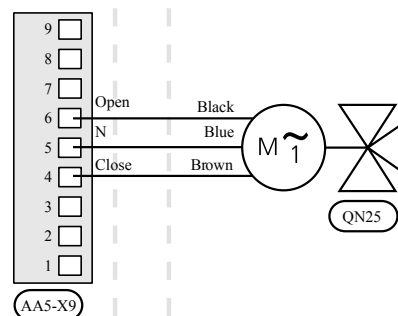 9
8
7
6 Open Black
5 N Blue
4 Close Brown
3
2
1
M ~ 1
QN25
AA5-X9